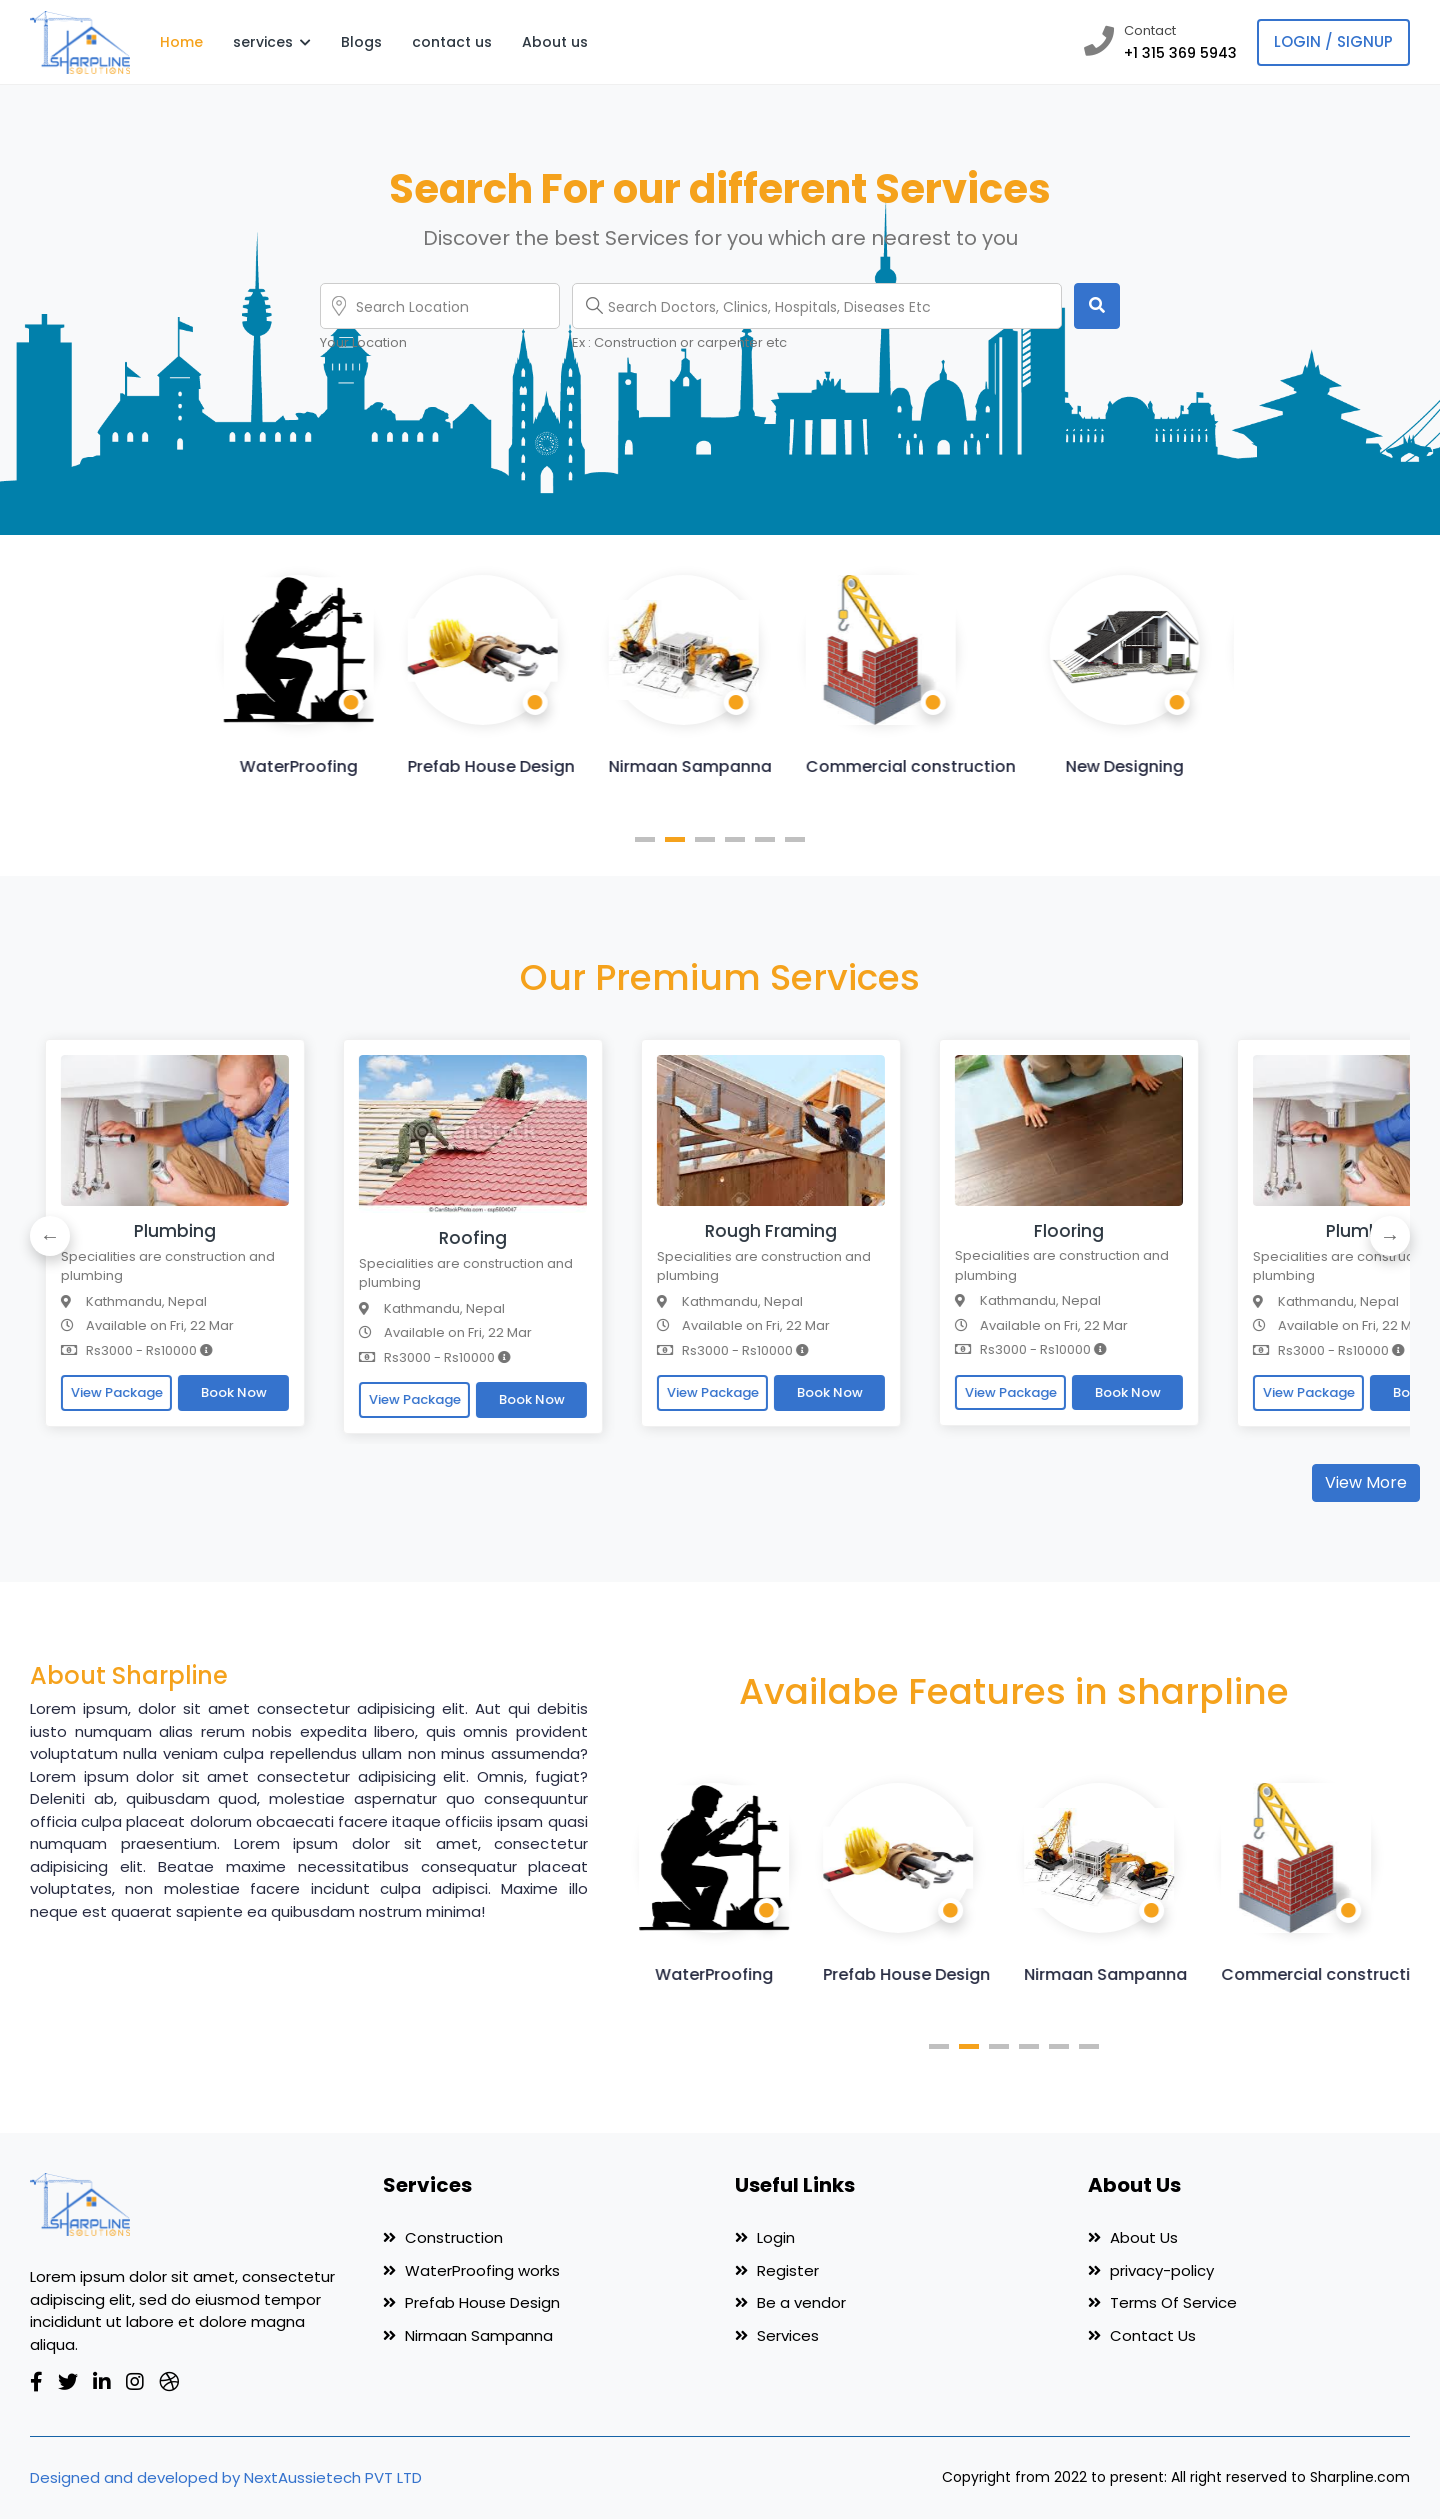 SHARPLINE
SOLUTIONS
Home
services
Blogs
contact us
About us
Contact
+1 315 369 5943
LOGIN / SIGNUP
Search For our different Services
Discover the best Services for you which are nearest to you
Search Location
Search Doctors, Clinics, Hospitals, Diseases Etc
Your Location
Ex : Construction or carpenter etc
WaterProofing
Prefab House Design
Nirmaan Sampanna
Commercial construction
New Designing
Our Premium Services
Plumbing
Specialities are construction and
plumbing
Kathmandu, Nepal
Available on Fri, 22 Mar
Rs3000 - Rs10000
View Package
Book Now
Roofing
Specialities are construction and
plumbing
Kathmandu, Nepal
Available on Fri, 22 Mar
Rs3000 - Rs10000
View Package
Book Now
Rough Framing
Specialities are construction and
plumbing
Kathmandu, Nepal
Available on Fri, 22 Mar
Rs3000 - Rs10000
View Package
Book Now
Flooring
Specialities are construction and
plumbing
Kathmandu, Nepal
Available on Fri, 22 Mar
Rs3000 - Rs10000
View Package
Book Now
Plum
Specialities are construc
plumbing
Kathmandu, Nepal
Available on Fri, 22 M
Rs3000 - Rs10000
View Package
Bo
View More
About Sharpline
Lorem ipsum, dolor sit amet consectetur adipisicing elit. Aut qui debitis
iusto numquam alias rerum nobis expedita libero, quis omnis provident
voluptatum nulla veniam culpa repellendus ullam non minus assumenda?
Lorem ipsum dolor sit amet consectetur adipisicing elit. Omnis, fugiat?
Deleniti ab, quibusdam quod, molestiae aspernatur quo consequuntur
officia culpa placeat dolorum obcaecati facere itaque officiis ipsam quasi
numquam praesentium. Lorem ipsum dolor sit amet, consectetur
adipisicing elit. Beatae maxime necessitatibus consequatur placeat
voluptates, non molestiae facere incidunt culpa adipisci. Maxime illo
neque est quaerat sapiente ea quibusdam nostrum minima!
Availabe Features in sharpline
WaterProofing
Prefab House Design
Nirmaan Sampanna
Commercial constructi
SHARPLINE
SOLUTIONS
Lorem ipsum dolor sit amet, consectetur
adipiscing elit, sed do eiusmod tempor
incididunt ut labore et dolore magna
aliqua.
Services
Construction
WaterProofing works
Prefab House Design
Nirmaan Sampanna
Useful Links
Login
Register
Be a vendor
Services
About Us
About Us
privacy-policy
Terms Of Service
Contact Us
Designed and developed by NextAussietech PVT LTD
Copyright from 2022 to present: All right reserved to Sharpline.com